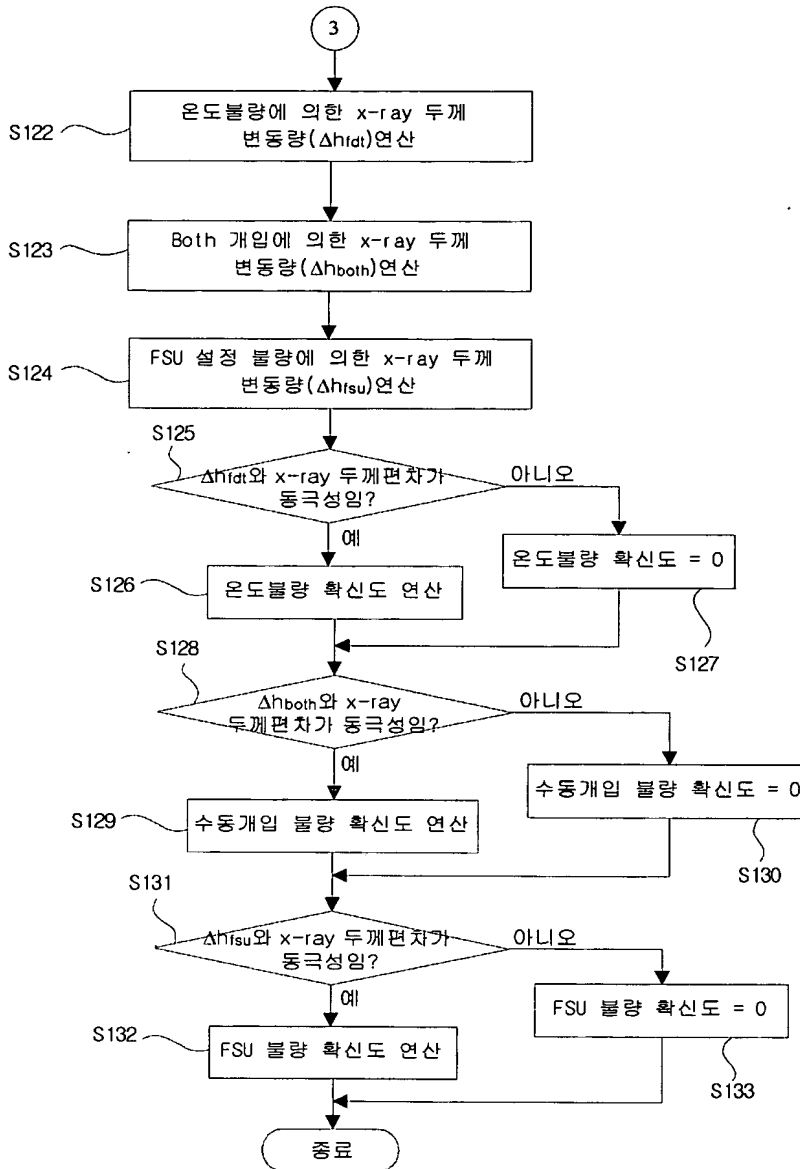 3
온도불량에 의한 x-ray 두께
변동량(Δhfdt)연산
S122
Both 개입에 의한 x-ray 두께
변동량(Δhboth)연산
S123
FSU 설정 불량에 의한 x-ray 두께
변동량(Δhfsu)연산
S124
S125
Δhfdt와 x-ray 두께편차가
동극성임?
아니오
예
온도불량 확신도 = 0
S126
온도불량 확신도 연산
S127
S128
Δhboth와 x-ray
두께편차가 동극성임?
아니오
예
수동개입 불량 확신도 = 0
S129
수동개입 불량 확신도 연산
S130
S131
Δhfsu와 x-ray 두께편차가
동극성임?
아니오
예
FSU 불량 확신도 = 0
S132
FSU 불량 확신도 연산
S133
종료